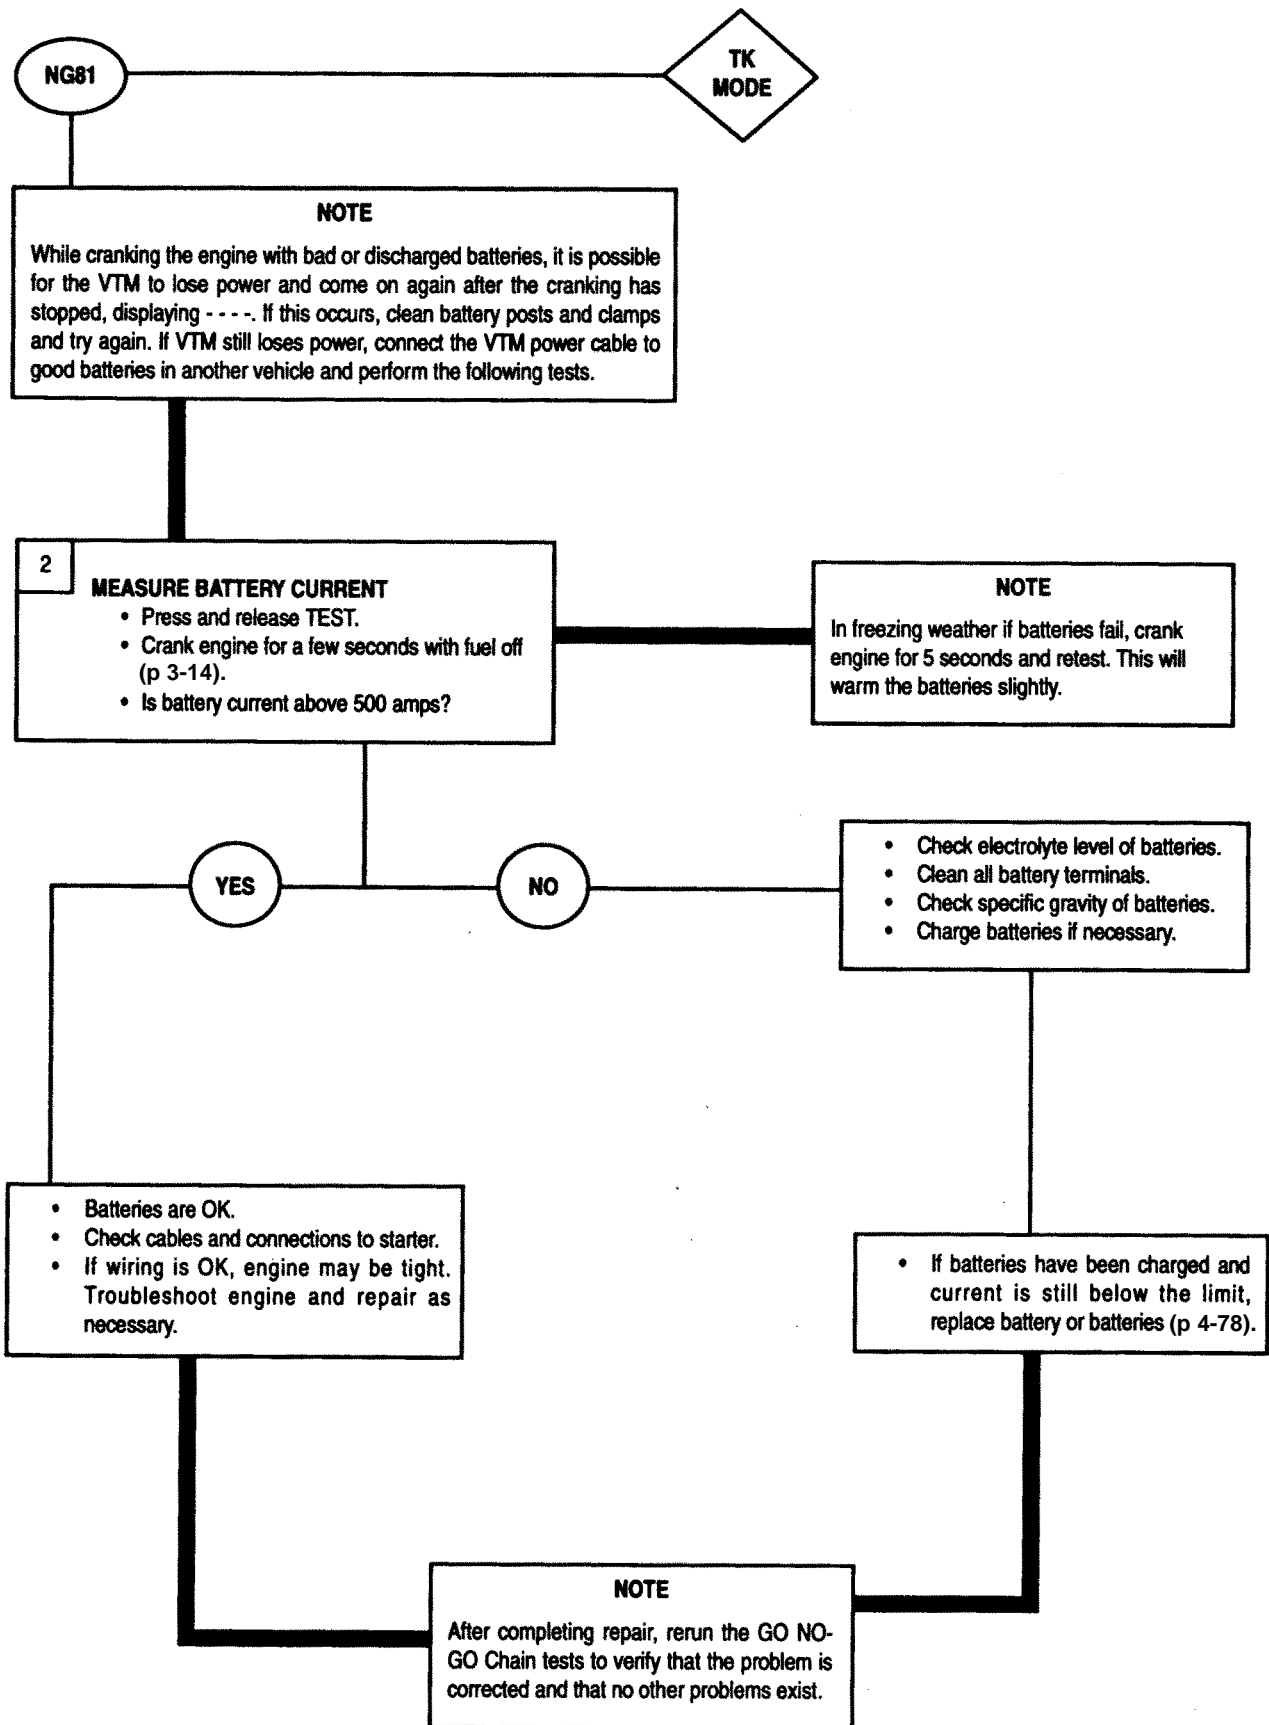 NG81
TK
MODE
NOTE
While cranking the engine with bad or discharged batteries, it is possible
for the VTM to lose power and come on again after the cranking has
stopped, displaying - - - -. If this occurs, clean battery posts and clamps
and try again. If VTM still loses power, connect the VTM power cable to
good batteries in another vehicle and perform the following tests.
2
MEASURE BATTERY CURRENT
• Press and release TEST.
• Crank engine for a few seconds with fuel off
(p 3-14).
• Is battery current above 500 amps?
NOTE
In freezing weather if batteries fail, crank
engine for 5 seconds and retest. This will
warm the batteries slightly.
YES
NO
• Check electrolyte level of batteries.
• Clean all battery terminals.
• Check specific gravity of batteries.
• Charge batteries if necessary.
• Batteries are OK.
• Check cables and connections to starter.
• If wiring is OK, engine may be tight.
Troubleshoot engine and repair as
necessary.
• If batteries have been charged and
current is still below the limit,
replace battery or batteries (p 4-78).
NOTE
After completing repair, rerun the GO NO-
GO Chain tests to verify that the problem is
corrected and that no other problems exist.